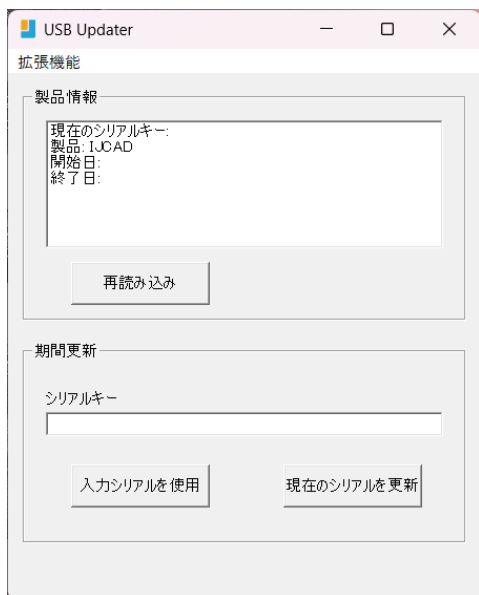 USB Updater
拡張機能
製品情報
現在のシリアルキー:
製品: IJCAD
開始日:
終了日:
再読み込み
期間更新
シリアルキー
入力シリアルを使用
現在のシリアルを更新